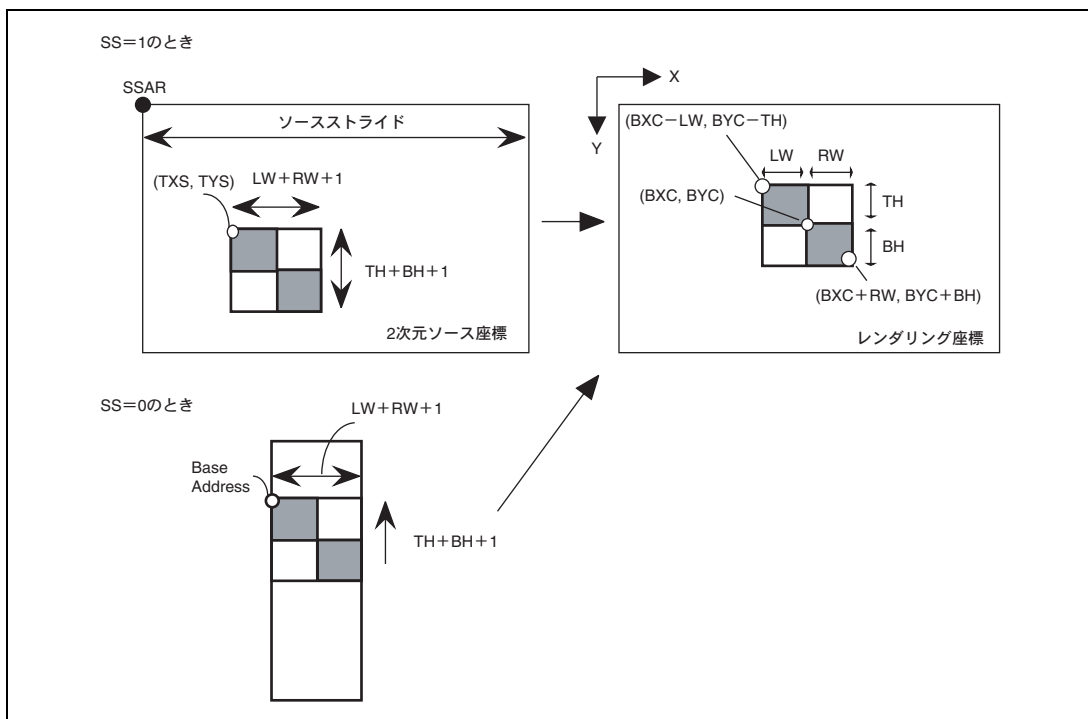 SS=1のとき
SSAR
ソースストライド
(TXS, TYS)
LW+RW+1
TH+BH+1
2次元ソース座標
X
Y
(BXC-LW, BYC-TH)
LW
RW
(BXC, BYC)
TH
BH
(BXC+RW, BYC+BH)
レンダリング座標
SS=0のとき
LW+RW+1
Base
Address
TH+BH+1